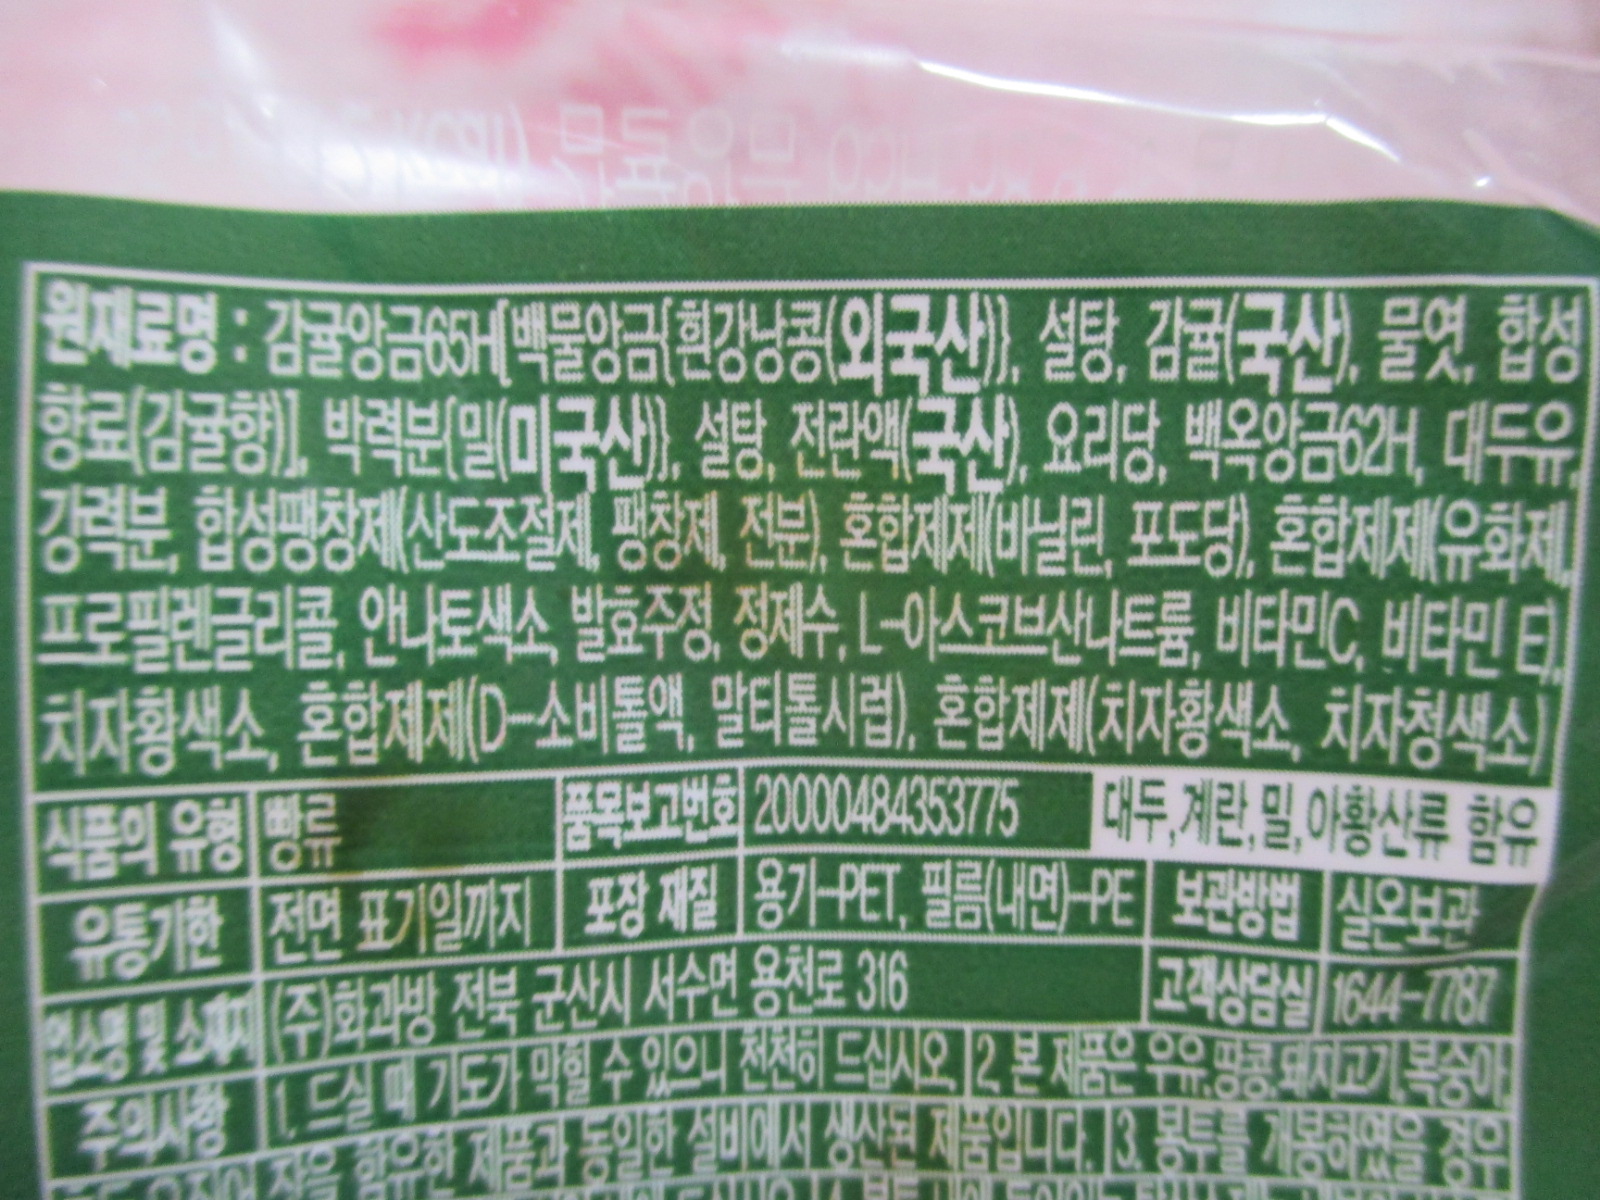 원재료명 : 감귤앙금65H[백물앙금{흰강낭콩(외국산)}, 설탕, 감귤(국산), 물엿, 합성
향료(감귤향)], 박력분{밀(미국산)}, 설탕, 전란액(국산), 요리당, 백옥앙금62H, 대두유,
강력분, 합성팽창제(산도조절제, 팽창제, 전분), 혼합제제(바닐린, 포도당), 혼합제제(유화제,
프로필렌글리콜, 안나토색소, 발효주정, 정제수, L-아스코브산나트륨, 비타민C, 비타민 E),
치자황색소, 혼합제제(D-소비톨액, 말티톨시럽), 혼합제제(치자황색소, 치자청색소)
식품의 유형 빵류 품목보고번호 20000484353775 대두,계란,밀,아황산류 함유
유통기한 전면 표기일까지 포장 재질 용기-PET, 필름(내면)-PE 보관방법 실온보관
업소명 및 소재지 (주)화과방 전북 군산시 서수면 용천로 316 고객상담실 1644-7787
주의사항 1. 드실 때 기도가 막힐 수 있으니 천천히 드십시오. 2. 본 제품은 우유,땅콩,돼지고기,복숭아,
잣을 함유한 제품과 동일한 설비에서 생산된 제품입니다. 3. 봉투를 개봉하였을 경우